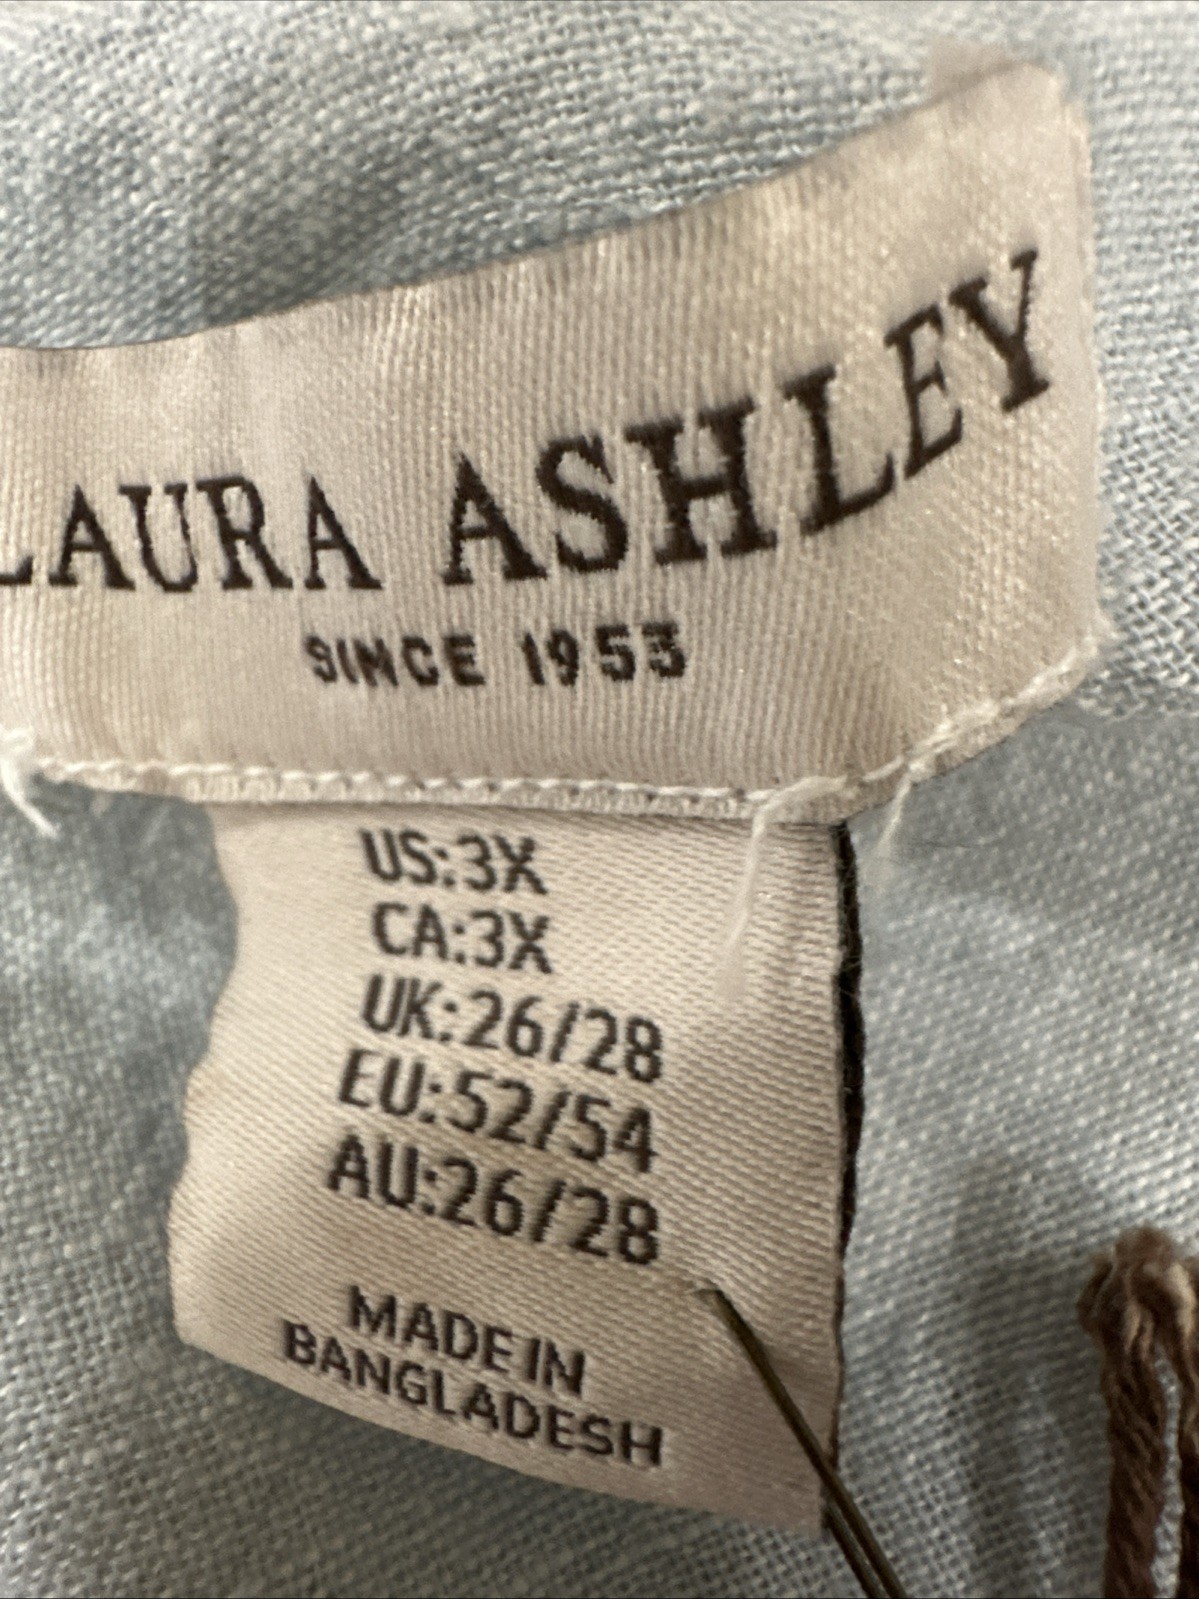 LAURA ASHLEY
SINCE 1953
US:3X
CA:3X
UK:26/28
EU:52/54
AU:26/28
MADE IN
BANGLADESH